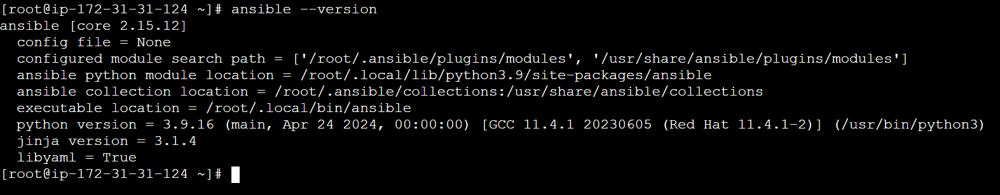 [root@ip-172-31-31-124 ~]# ansible --version
ansible [core 2.15.12]
  config file = None
  configured module search path = ['/root/.ansible/plugins/modules', '/usr/share/ansible/plugins/modules']
  ansible python module location = /root/.local/lib/python3.9/site-packages/ansible
  ansible collection location = /root/.ansible/collections:/usr/share/ansible/collections
  executable location = /root/.local/bin/ansible
  python version = 3.9.16 (main, Apr 24 2024, 00:00:00) [GCC 11.4.1 20230605 (Red Hat 11.4.1-2)] (/usr/bin/python3)
  jinja version = 3.1.4
  libyaml = True
[root@ip-172-31-31-124 ~]#